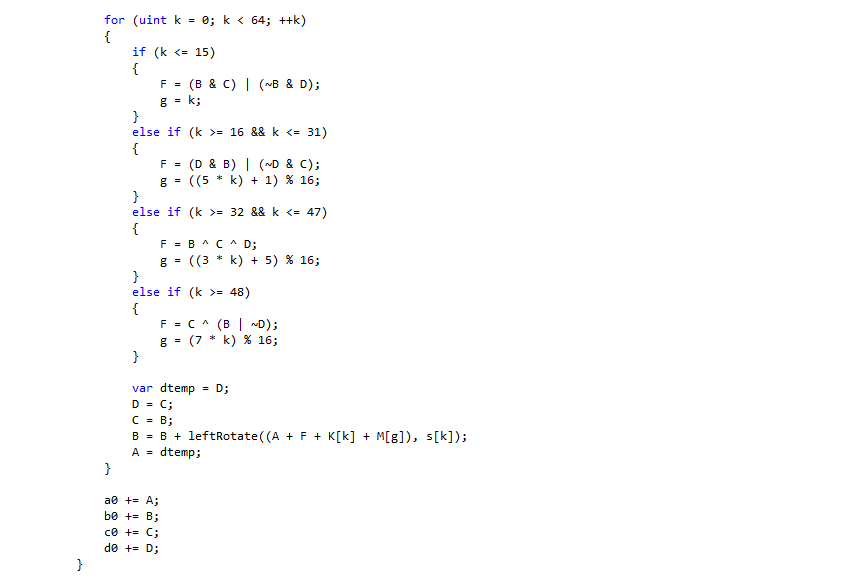 for (uint k = 0; k < 64; ++k)
{
if (k <= 15)
{
F = (B & C) | (~B & D);
g = k;
}
else if (k >= 16 && k <= 31)
{
F = (D & B) | (~D & C);
g = ((5 * k) + 1) % 16;
}
else if (k >= 32 && k <= 47)
{
F = B ^ C ^ D;
g = ((3 * k) + 5) % 16;
}
else if (k >= 48)
{
F = C ^ (B | ~D);
g = (7 * k) % 16;
}
var dtemp = D;
D = C;
C = B;
B = B + leftRotate((A + F + K[k] + M[g]), s[k]);
A = dtemp;
}
a0 += A;
b0 += B;
c0 += C;
d0 += D;
}